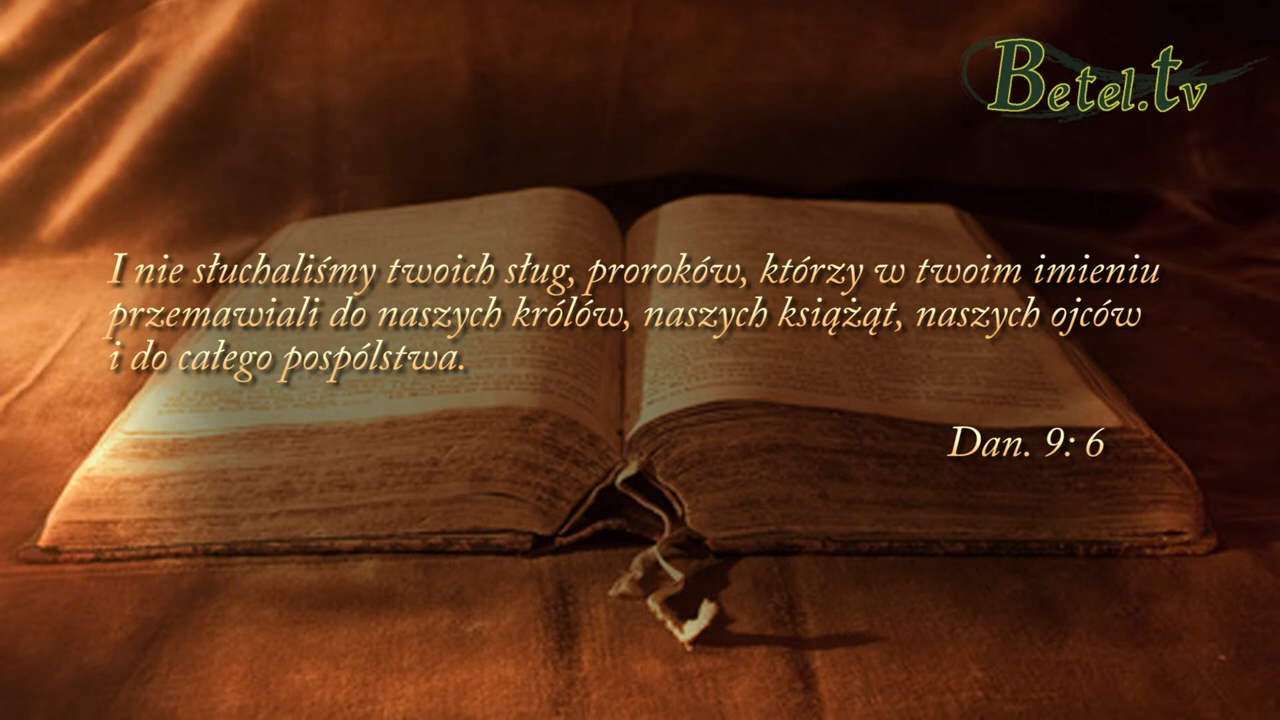 Betel.tv
I nie słuchaliśmy twoich sług, proroków, którzy w twoim imieniu
przemawiali do naszych królów, naszych książąt, naszych ojców
i do całego pospólstwa.
Dan. 9: 6